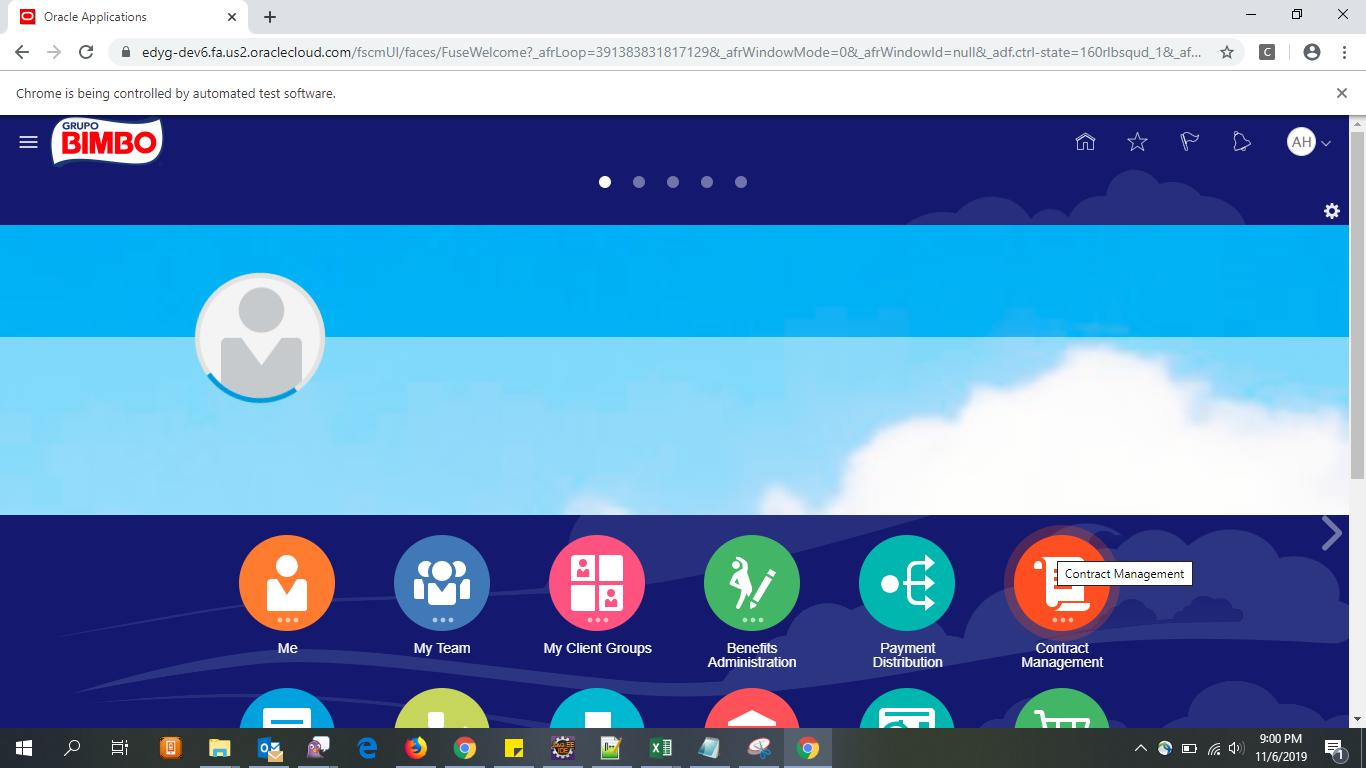 Oracle Applications
edyg-dev6.fa.us2.oraclecloud.com/fscmUI/faces/FuseWelcome?_afrLoop=391383831817129&_afrWindowMode=0&_afrWindowId=null&_adf.ctrl-state=160rlbsqud_1&_af...
C
Chrome is being controlled by automated test software.
GRUPO
BIMBO
AH
Contract Management
Me
My Team
My Client Groups
Benefits
Administration
Payment
Distribution
Contract
Management
9:00 PM
11/6/2019
1